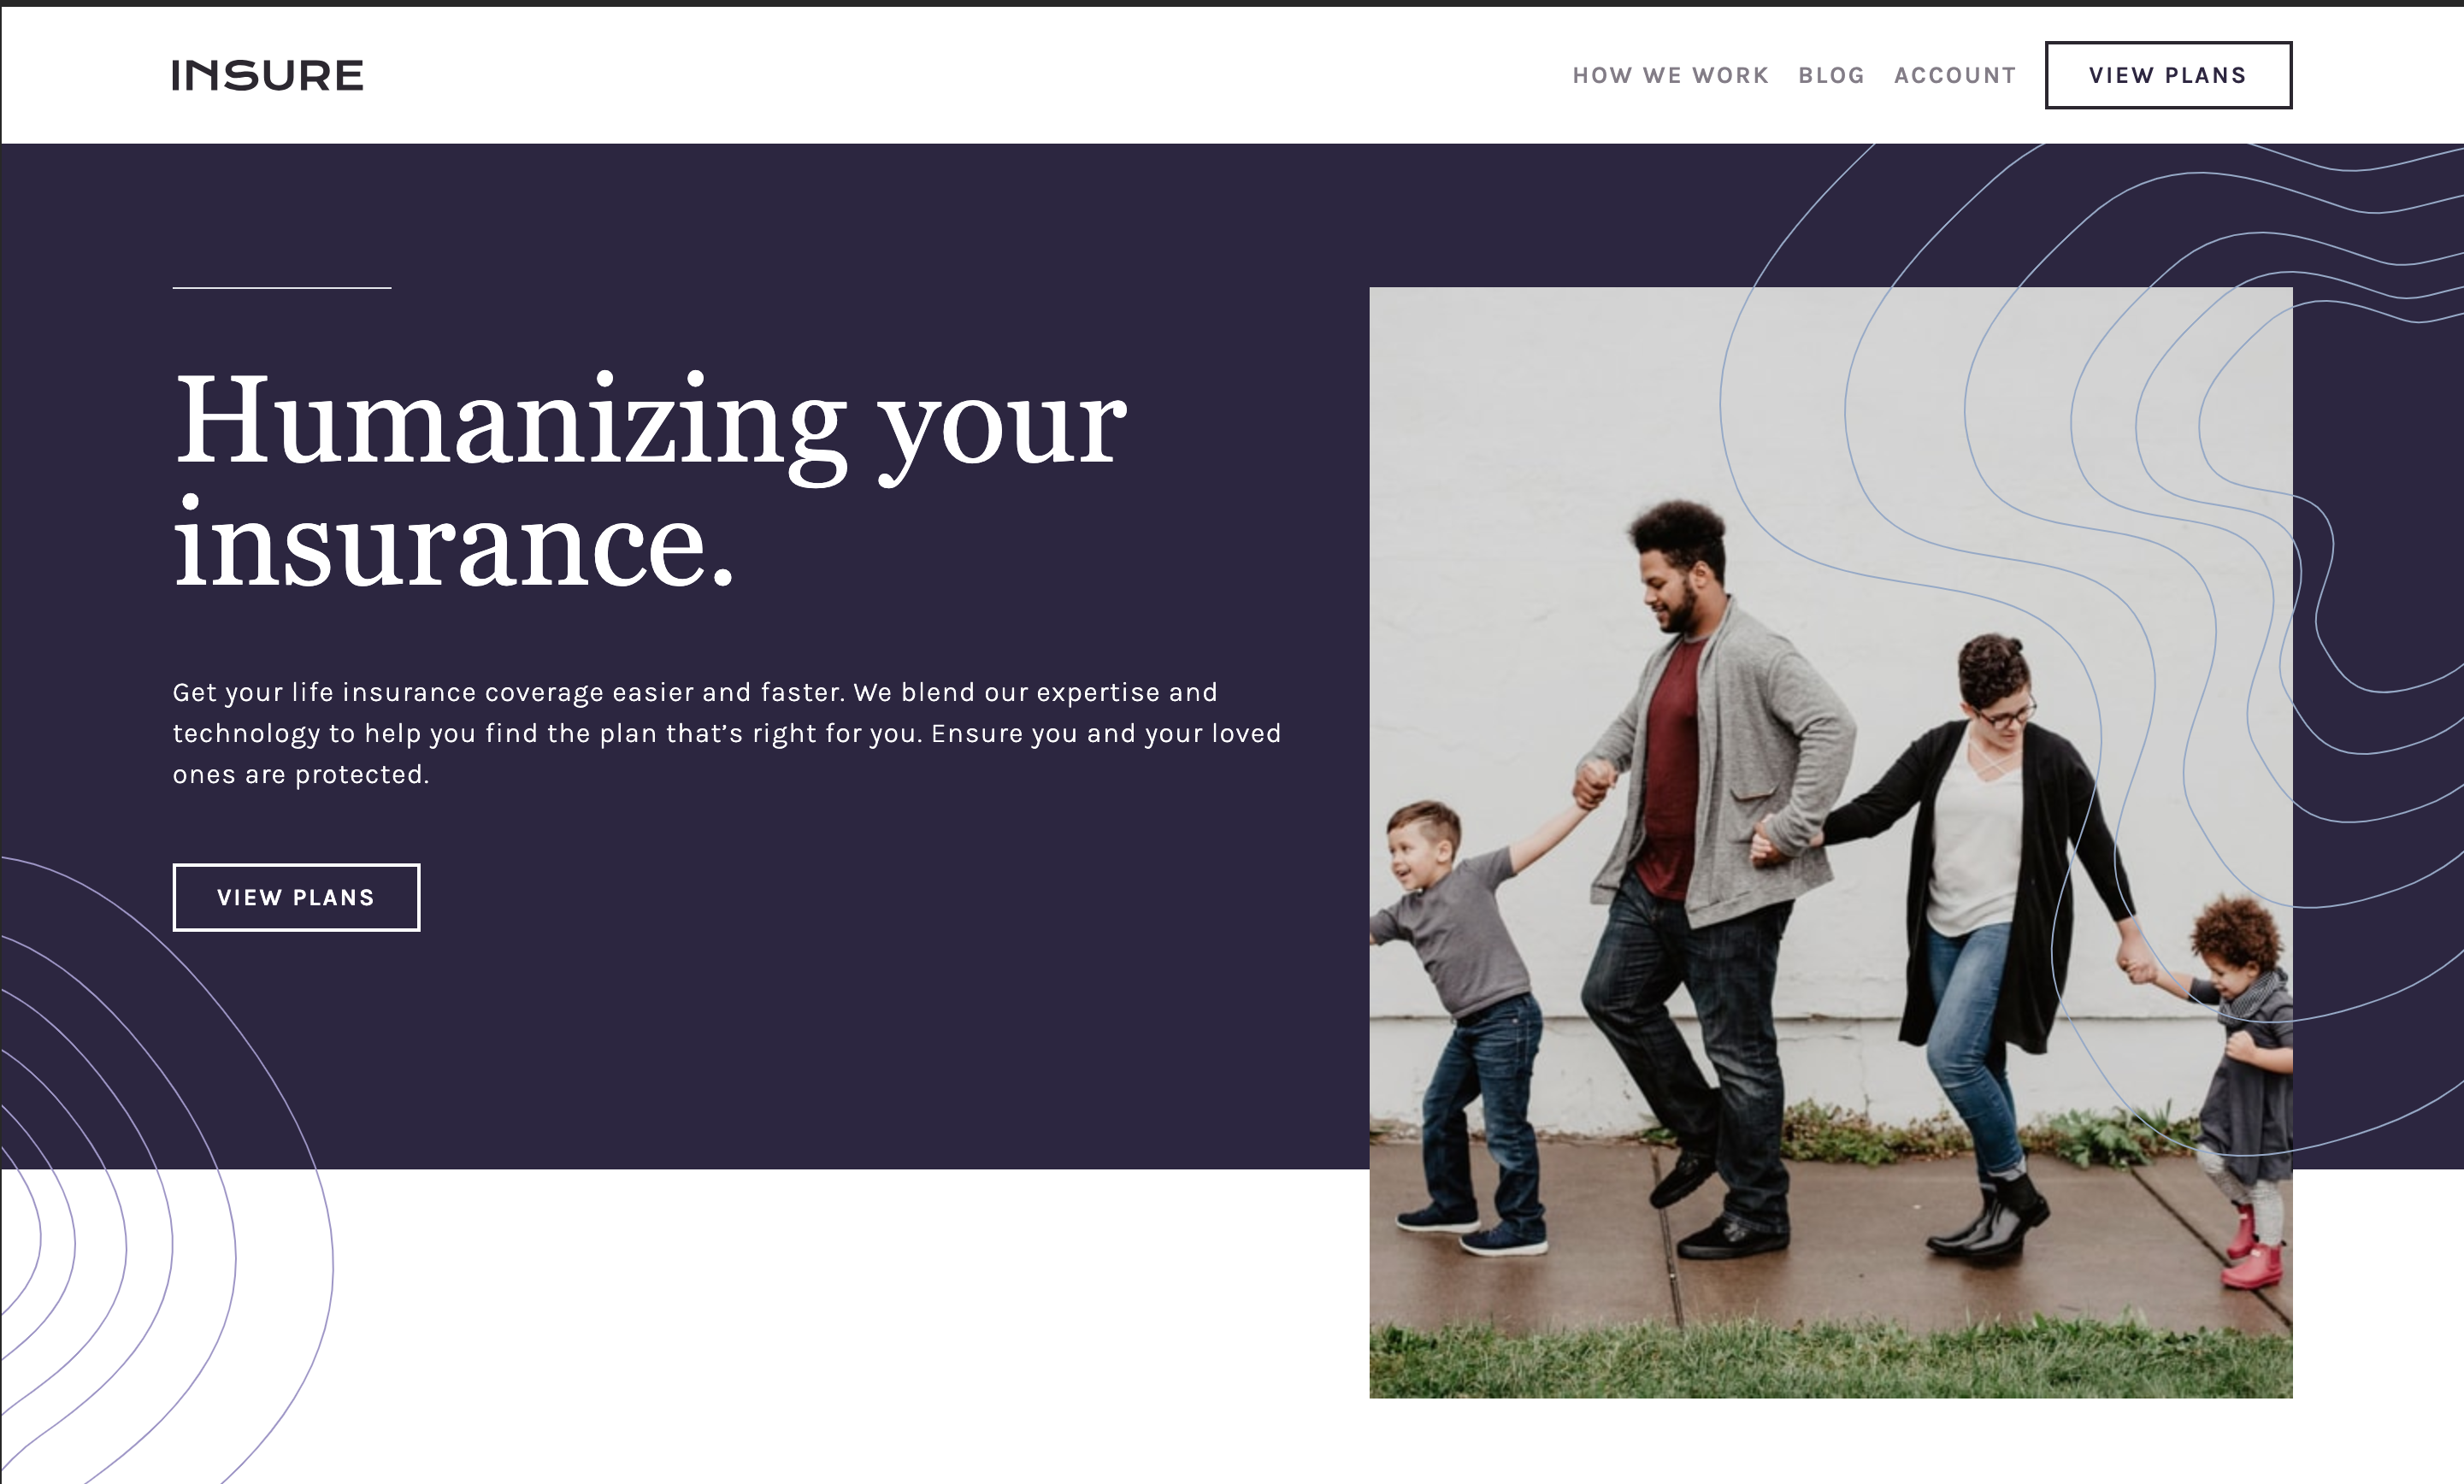 INSURE
HOW WE WORK BLOG ACCOUNT VIEW PLANS
Humanizing your
insurance.
Get your life insurance coverage easier and faster. We blend our expertise and
technology to help you find the plan that’s right for you. Ensure you and your loved
ones are protected.
VIEW PLANS